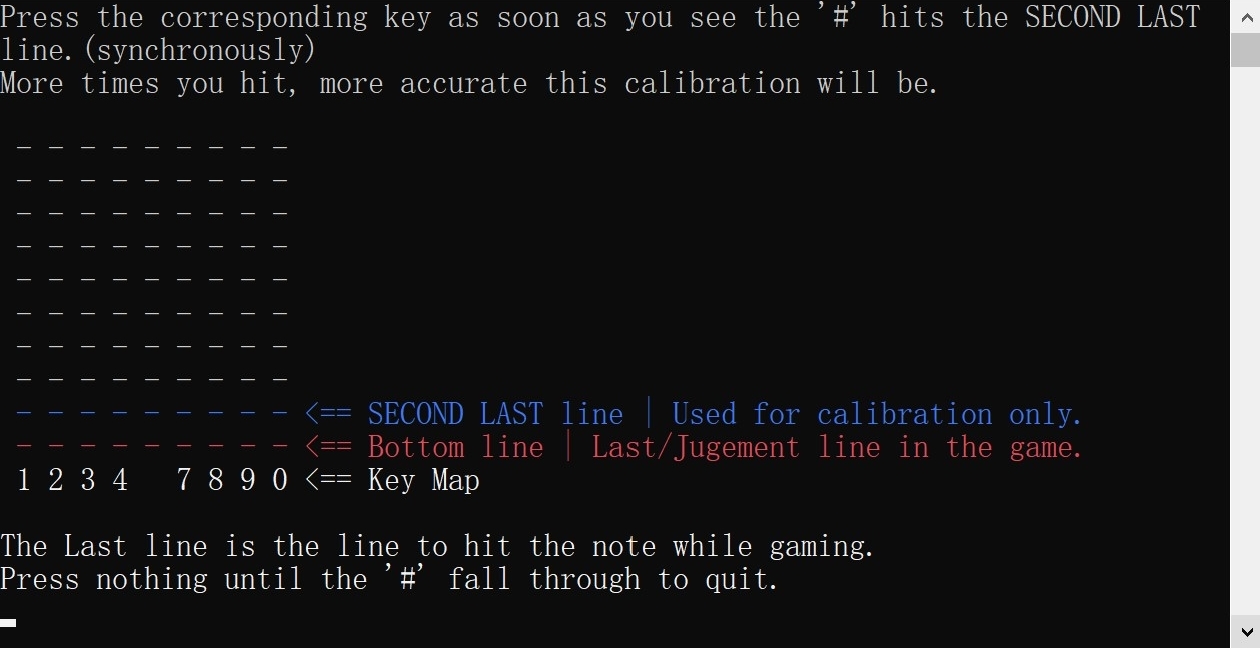 Press the corresponding key as soon as you see the '#' hits the SECOND LAST
line.(synchronously)
More times you hit, more accurate this calibration will be.
- - - - - - - - -
- - - - - - - - -
- - - - - - - - -
- - - - - - - - -
- - - - - - - - -
- - - - - - - - -
- - - - - - - - -
- - - - - - - - -
- - - - - - - - - <== SECOND LAST line | Used for calibration only.
- - - - - - - - - <== Bottom line | Last/Jugement line in the game.
1 2 3 4   7 8 9 0 <== Key Map
The Last line is the line to hit the note while gaming.
Press nothing until the '#' fall through to quit.